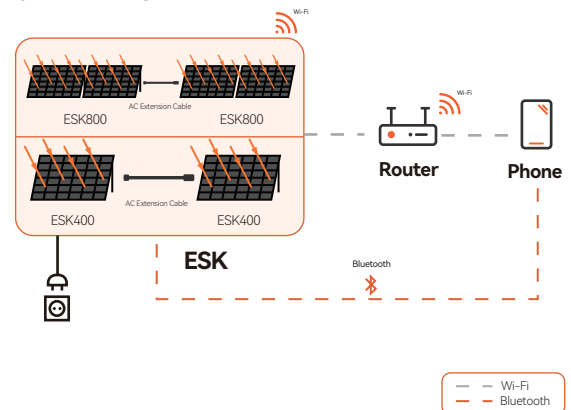 Wi-Fi
AC Extension Cable
ESK800
ESK800
Wi-Fi
Router
Phone
AC Extension Cable
ESK400
ESK400
ESK
Bluetooth
Wi-Fi
Bluetooth